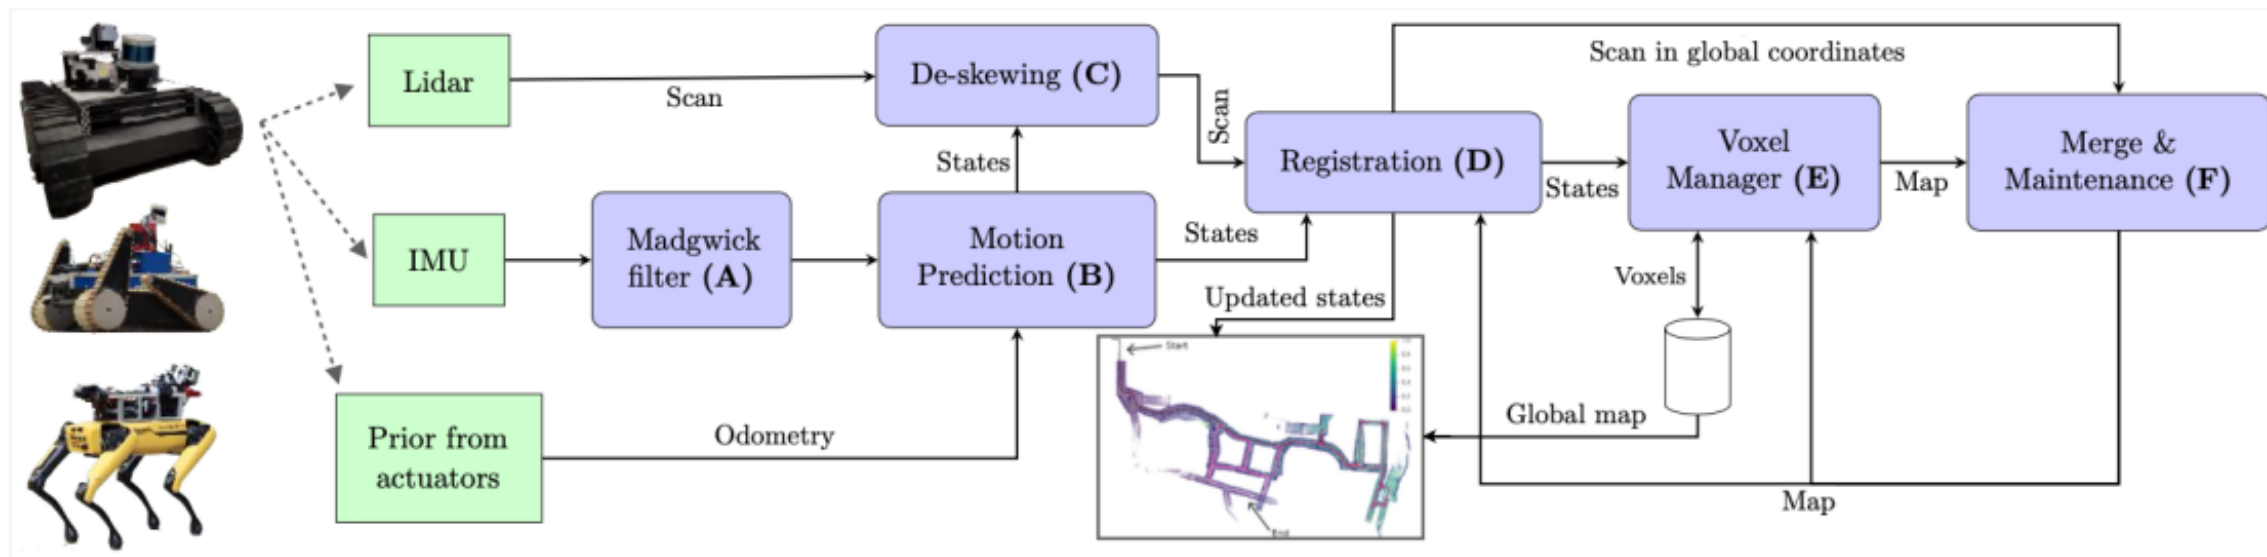 Lidar
Scan
De-skewing (C)
Scan
Scan in global coordinates
Registration (D)
States
Voxel
Manager (E)
Map
Merge &
Maintenance (F)
States
IMU
Madgwick
filter (A)
Motion
Prediction (B)
States
Voxels
Updated states
Start
Prior from
actuators
Odometry
Global map
Map
End